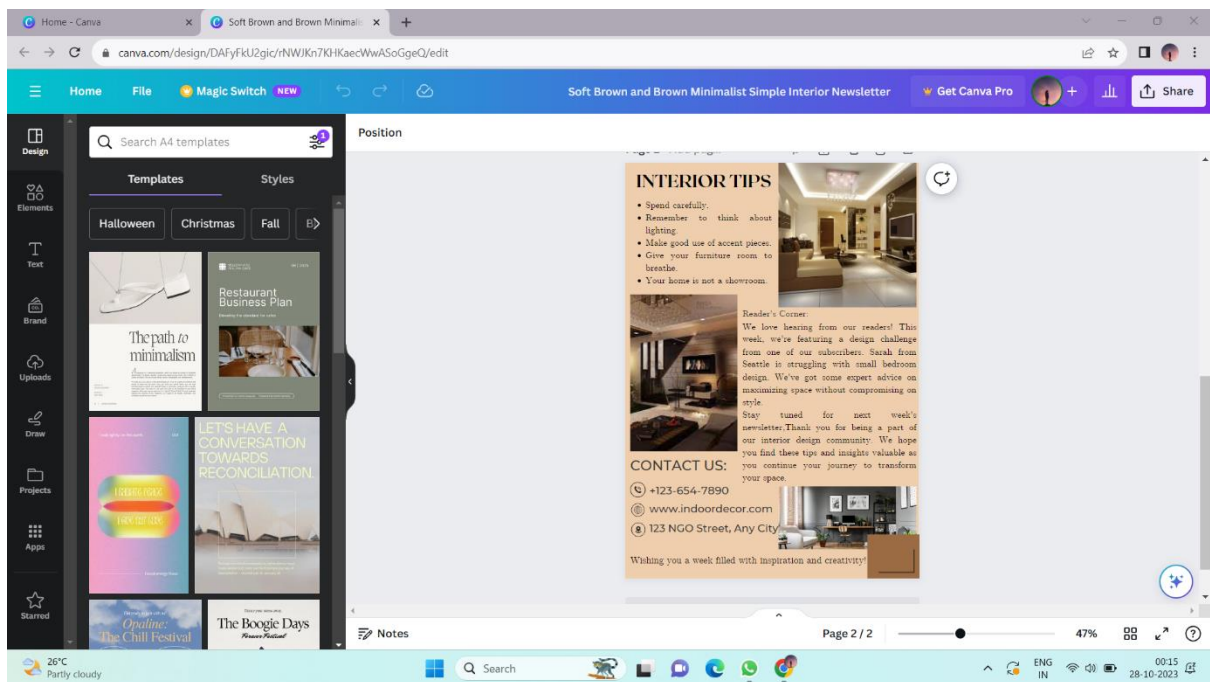 Home - Canva
Soft Brown and Brown Minimalis
canva.com/design/DAFyFkU2gic/rNWJKn7KHKaecWwASoGgeQ/edit
Home File Magic Switch NEW Soft Brown and Brown Minimalist Simple Interior Newsletter Get Canva Pro Share
Design
Elements
Text
Brand
Uploads
Draw
Projects
Apps
Starred
Search A4 templates
1
Templates Styles
Halloween Christmas Fall B
The path to
minimalism
Restaurant
Business Plan
LET'S HAVE A
CONVERSATION
TOWARDS
RECONCILIATION.
Opaline:
The Chill Festival
The Boogie Days
Forever Festival
Position
INTERIOR TIPS
• Spend carefully.
• Remember to think about
lighting.
• Make good use of accent pieces.
• Give your furniture room to
breathe.
• Your home is not a showroom.
Reader's Corner:
We love hearing from our readers! This
week, we're featuring a design challenge
from one of our subscribers. Sarah from
Seattle is struggling with small bedroom
design. We've got some expert advice on
maximizing space without compromising on
style.
Stay tuned for next week's
newsletter,Thank you for being a part of
our interior design community. We hope
you find these tips and insights valuable as
you continue your journey to transform
your space.
CONTACT US:
+123-654-7890
www.indoordecor.com
123 NGO Street, Any City
Wishing you a week filled with inspiration and creativity!
Notes Page 2 / 2 47%
26°C
Partly cloudy
Search
ENG
IN
00:15
28-10-2023